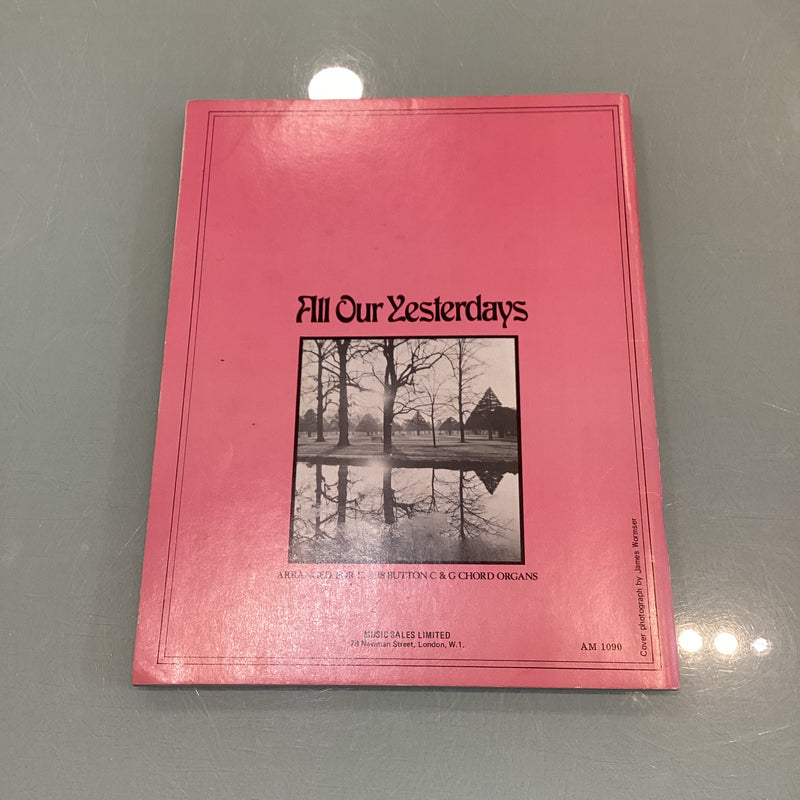 All Our Yesterdays
ARRANGED FOR BUTTON C & G CHORD ORGANS
MUSIC SALES LIMITED
78 Newman Street, London, W.1.
AM 1090
Cover photograph by James Wormser